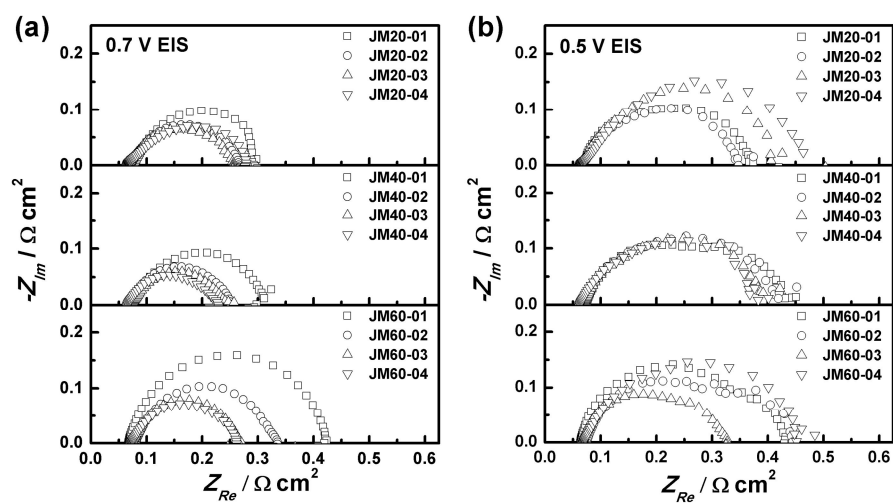 (a)
0.7 V EIS
JM20-01
JM20-02
JM20-03
JM20-04
0.2
0.1
0.0
JM40-01
JM40-02
JM40-03
JM40-04
0.2
0.1
0.0
JM60-01
JM60-02
JM60-03
JM60-04
0.2
0.1
0.0
-Z_Im / Ω cm²
0.0 0.1 0.2 0.3 0.4 0.5 0.6
Z_Re / Ω cm²
(b)
0.5 V EIS
JM20-01
JM20-02
JM20-03
JM20-04
0.2
0.1
0.0
JM40-01
JM40-02
JM40-03
JM40-04
0.2
0.1
0.0
JM60-01
JM60-02
JM60-03
JM60-04
0.2
0.1
0.0
-Z_Im / Ω cm²
0.0 0.1 0.2 0.3 0.4 0.5 0.6
Z_Re / Ω cm²